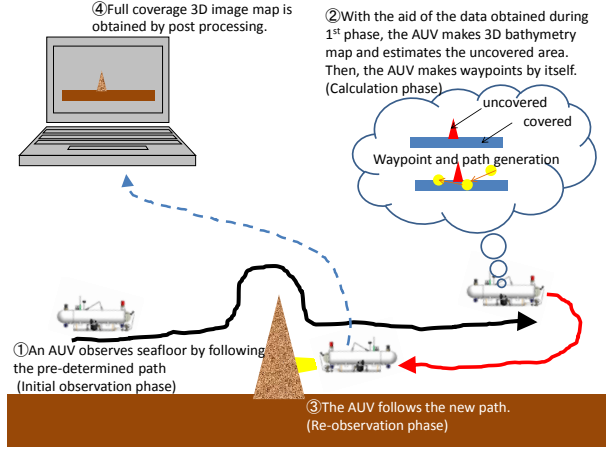 ④Full coverage 3D image map is
obtained by post processing.
②With the aid of the data obtained during
1st phase, the AUV makes 3D bathymetry
map and estimates the uncovered area.
Then, the AUV makes waypoints by itself.
(Calculation phase)
uncovered
covered
Waypoint and path generation
①An AUV observes seafloor by following
the pre-determined path
(Initial observation phase)
③The AUV follows the new path.
(Re-observation phase)